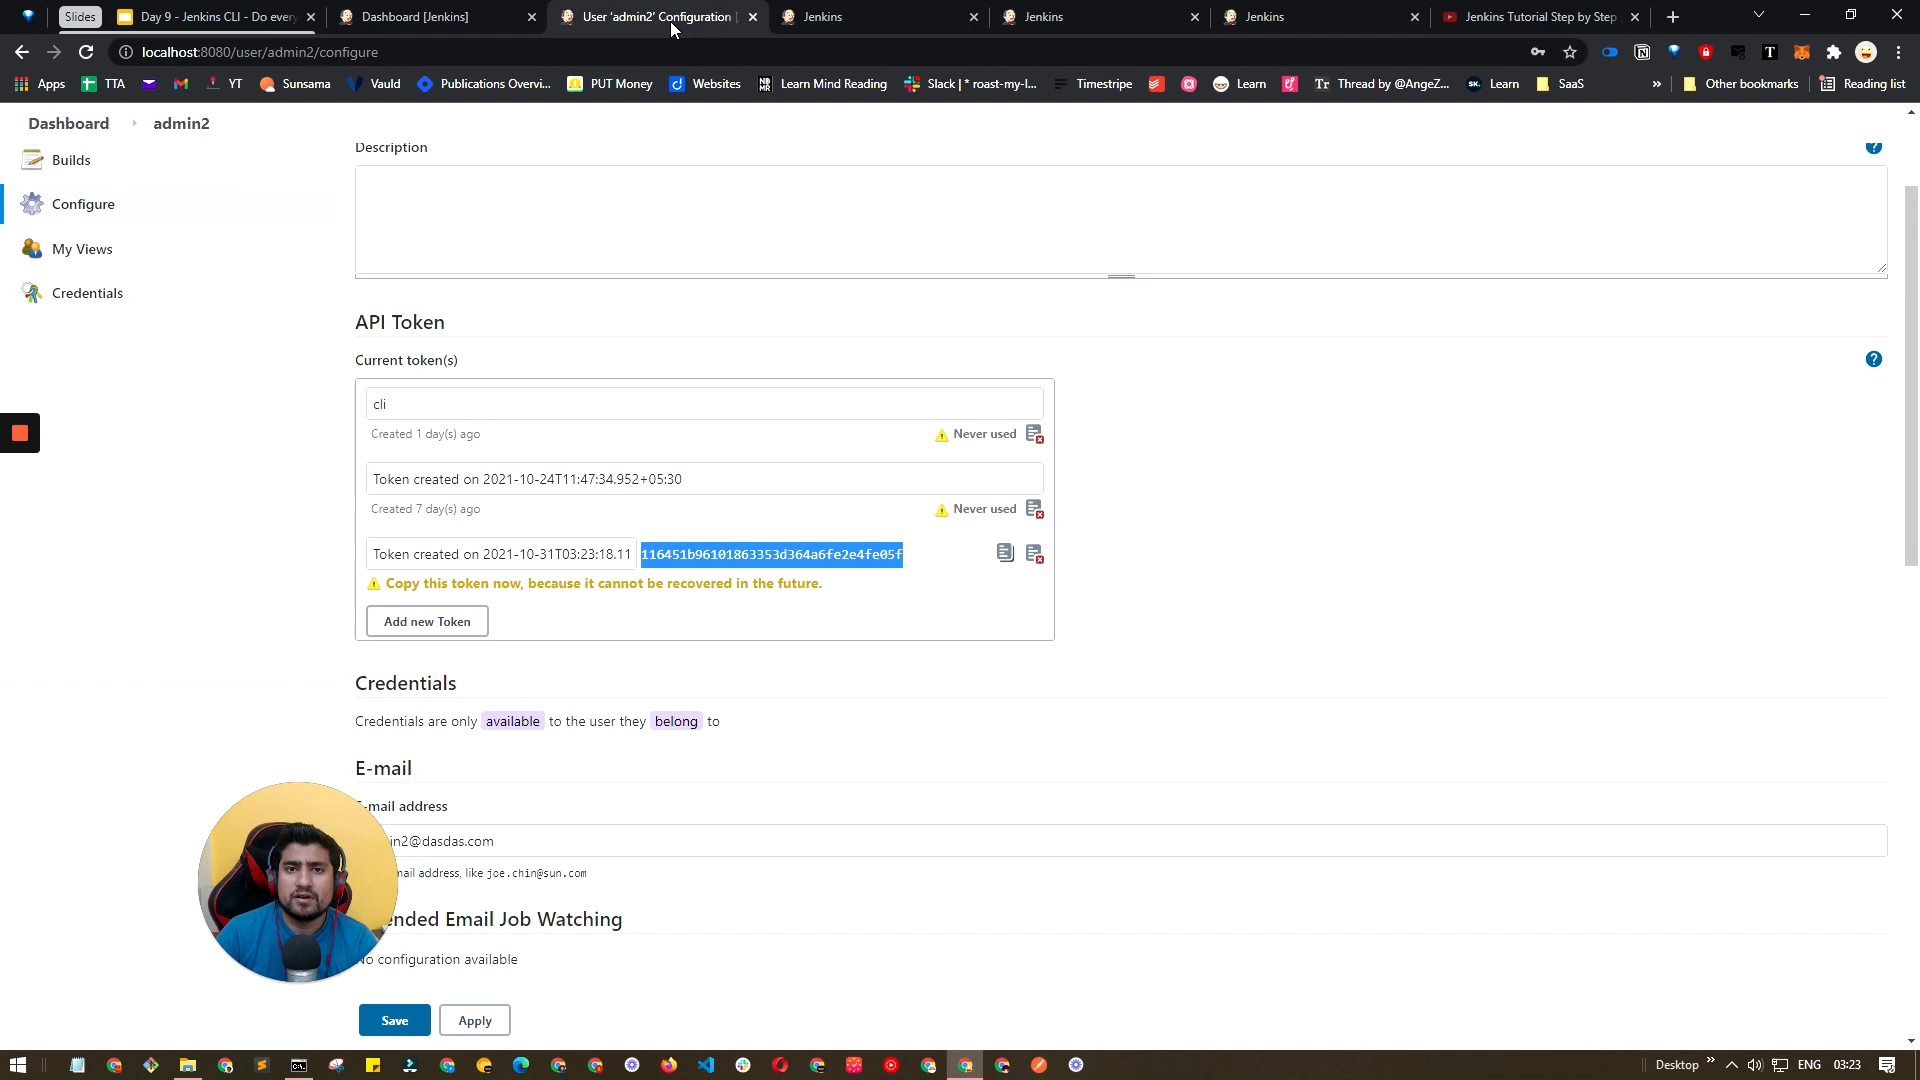 Slides
Day 9 - Jenkins CLI - Do every
Dashboard [Jenkins]
User 'admin2' Configuration [
Jenkins
Jenkins
Jenkins
Jenkins Tutorial Step by Step
localhost:8080/user/admin2/configure
Apps
TTA
YT
Sunsama
Vauld
Publications Overvi...
PUT Money
Websites
Learn Mind Reading
Slack | * roast-my-l...
Timestripe
Learn
Thread by @AngeZ...
Learn
SaaS
»
Other bookmarks
Reading list
Dashboard
admin2
Builds
Configure
My Views
Credentials
Description
API Token
Current token(s)
cli
Created 1 day(s) ago
Never used
Token created on 2021-10-24T11:47:34.952+05:30
Created 7 day(s) ago
Never used
Token created on 2021-10-31T03:23:18.11
116451b96101863353d364a6fe2e4fe05f
Copy this token now, because it cannot be recovered in the future.
Add new Token
Credentials
Credentials are only available to the user they belong to
E-mail
-mail address
in2@dasdas.com
mail address, like joe.chin@sun.com
ended Email Job Watching
No configuration available
Save
Apply
Desktop
»
ENG
03:23